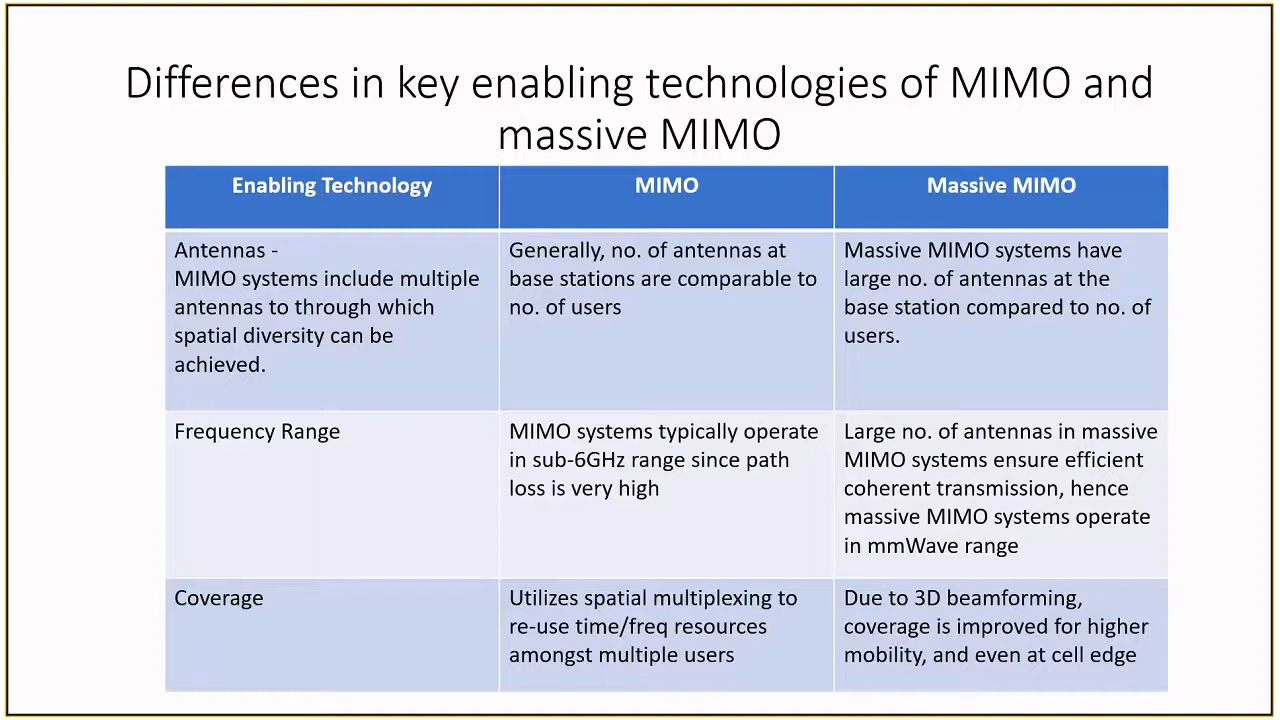 Differences in key enabling technologies of MIMO and
massive MIMO
Enabling Technology
MIMO
Massive MIMO
Antennas -
MIMO systems include multiple
antennas to through which
spatial diversity can be
achieved.
Generally, no. of antennas at
base stations are comparable to
no. of users
Massive MIMO systems have
large no. of antennas at the
base station compared to no. of
users.
Frequency Range
MIMO systems typically operate
in sub-6GHz range since path
loss is very high
Large no. of antennas in massive
MIMO systems ensure efficient
coherent transmission, hence
massive MIMO systems operate
in mmWave range
Coverage
Utilizes spatial multiplexing to
re-use time/freq resources
amongst multiple users
Due to 3D beamforming,
coverage is improved for higher
mobility, and even at cell edge